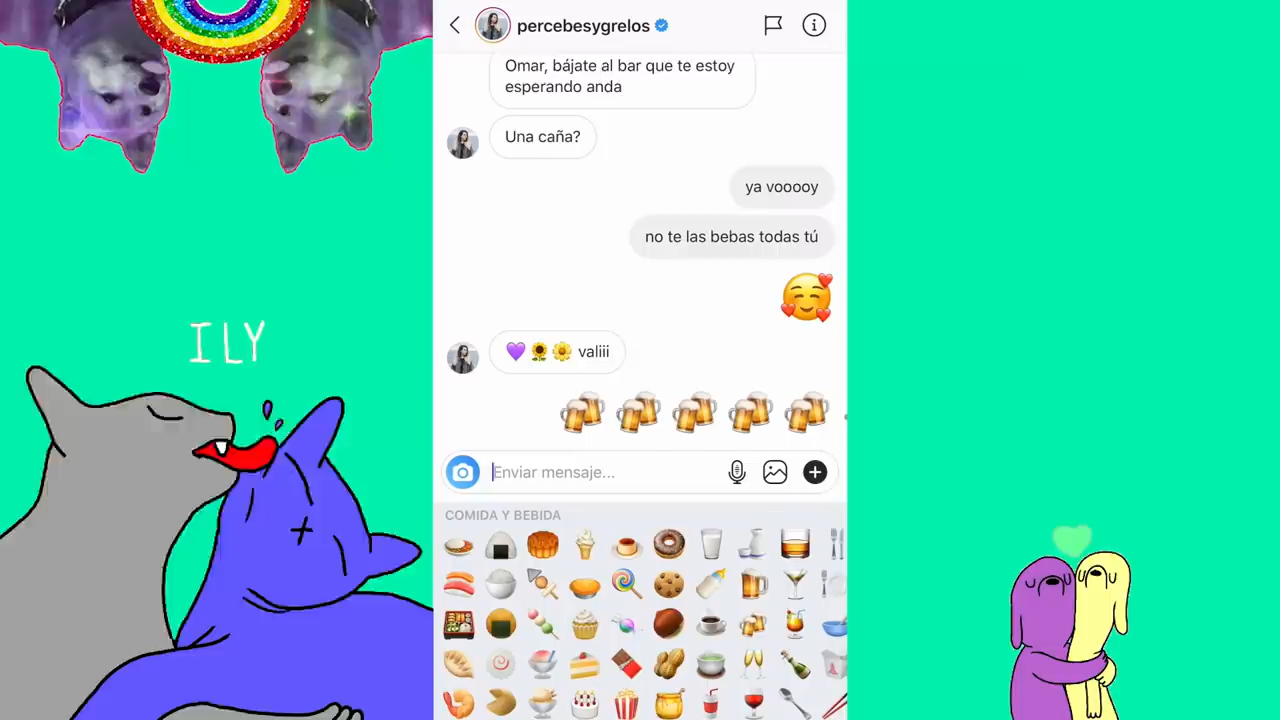 percebesygrelos
Omar, bájate al bar que te estoy
esperando anda
Una caña?
ya vooooy
no te las bebas todas tú
💜 🌻 🌼 valiii
🍻 🍻 🍻 🍻 🍻
Enviar mensaje...
COMIDA Y BEBIDA
ILY